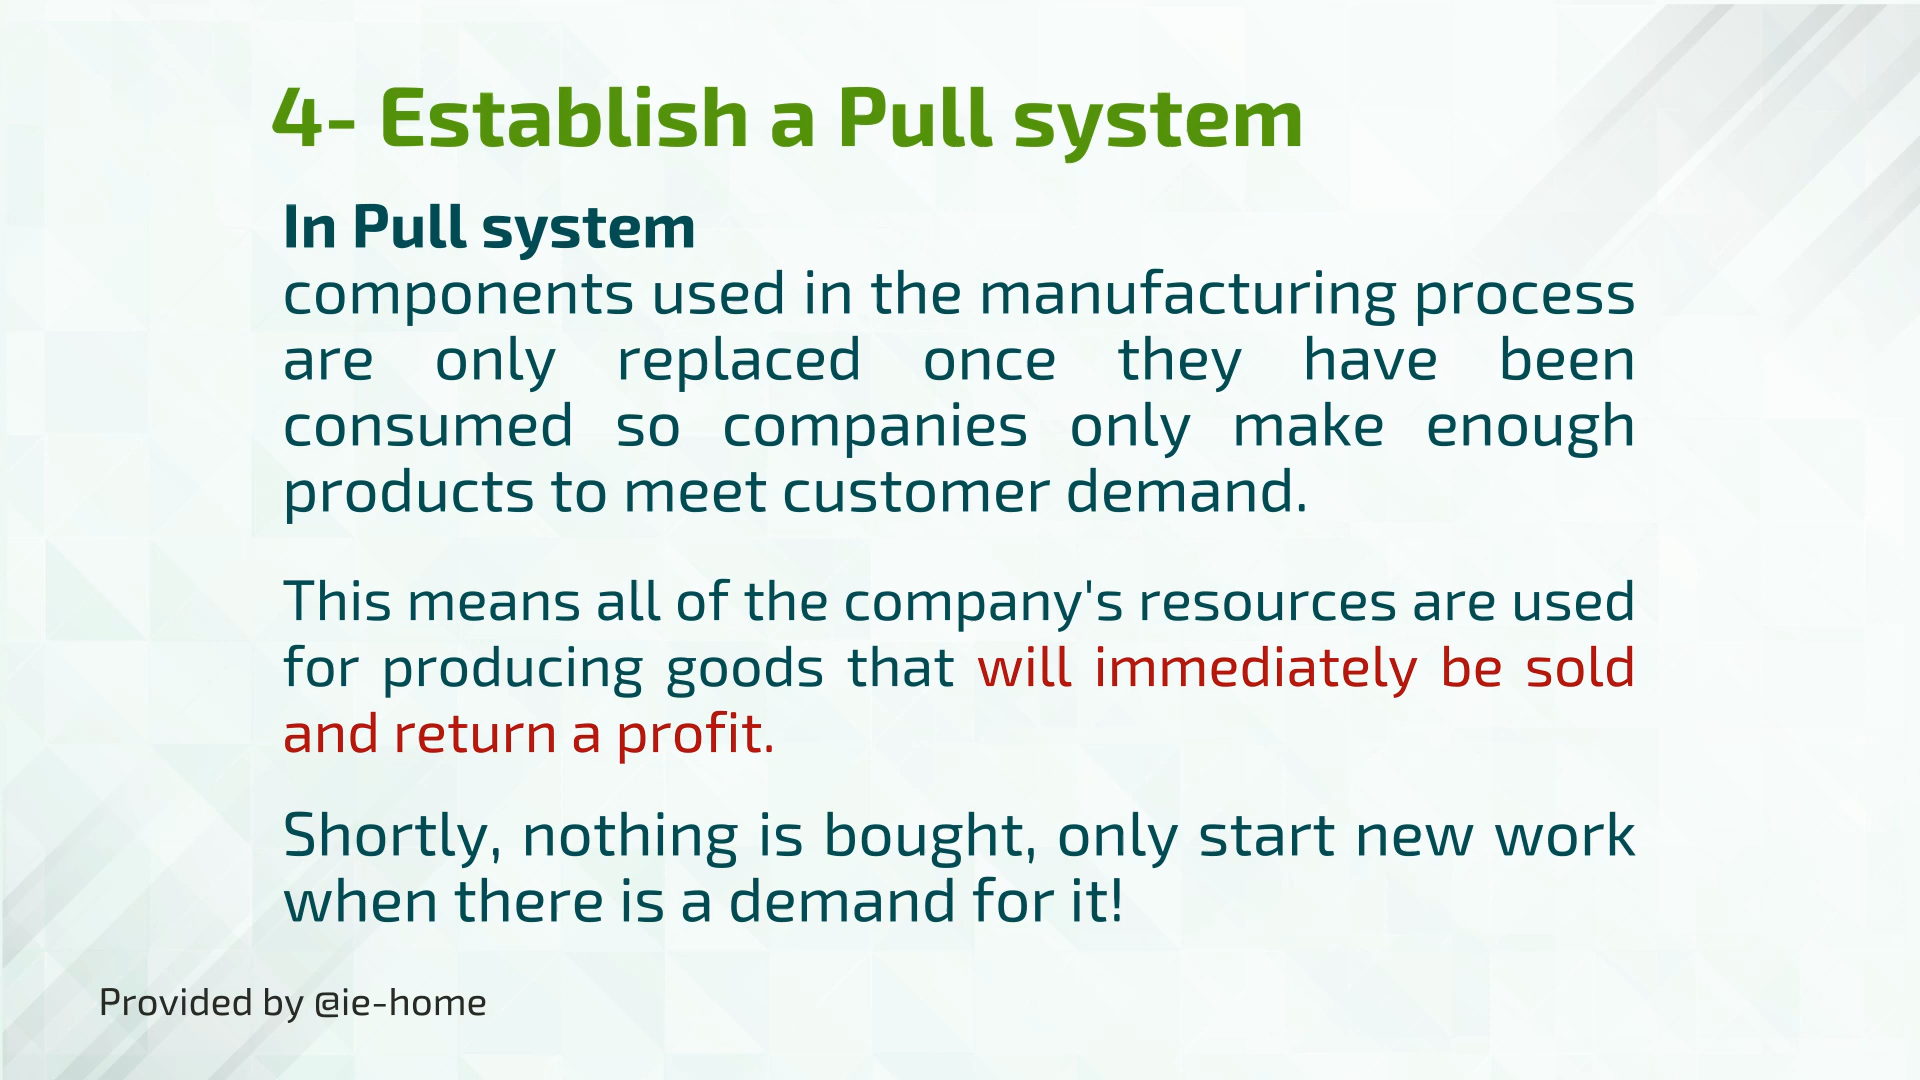 4- Establish a Pull system
In Pull system
components used in the manufacturing process
are only replaced once they have been
consumed so companies only make enough
products to meet customer demand.
This means all of the company's resources are used
for producing goods that will immediately be sold
and return a profit.
Shortly, nothing is bought, only start new work
when there is a demand for it!
Provided by @ie-home